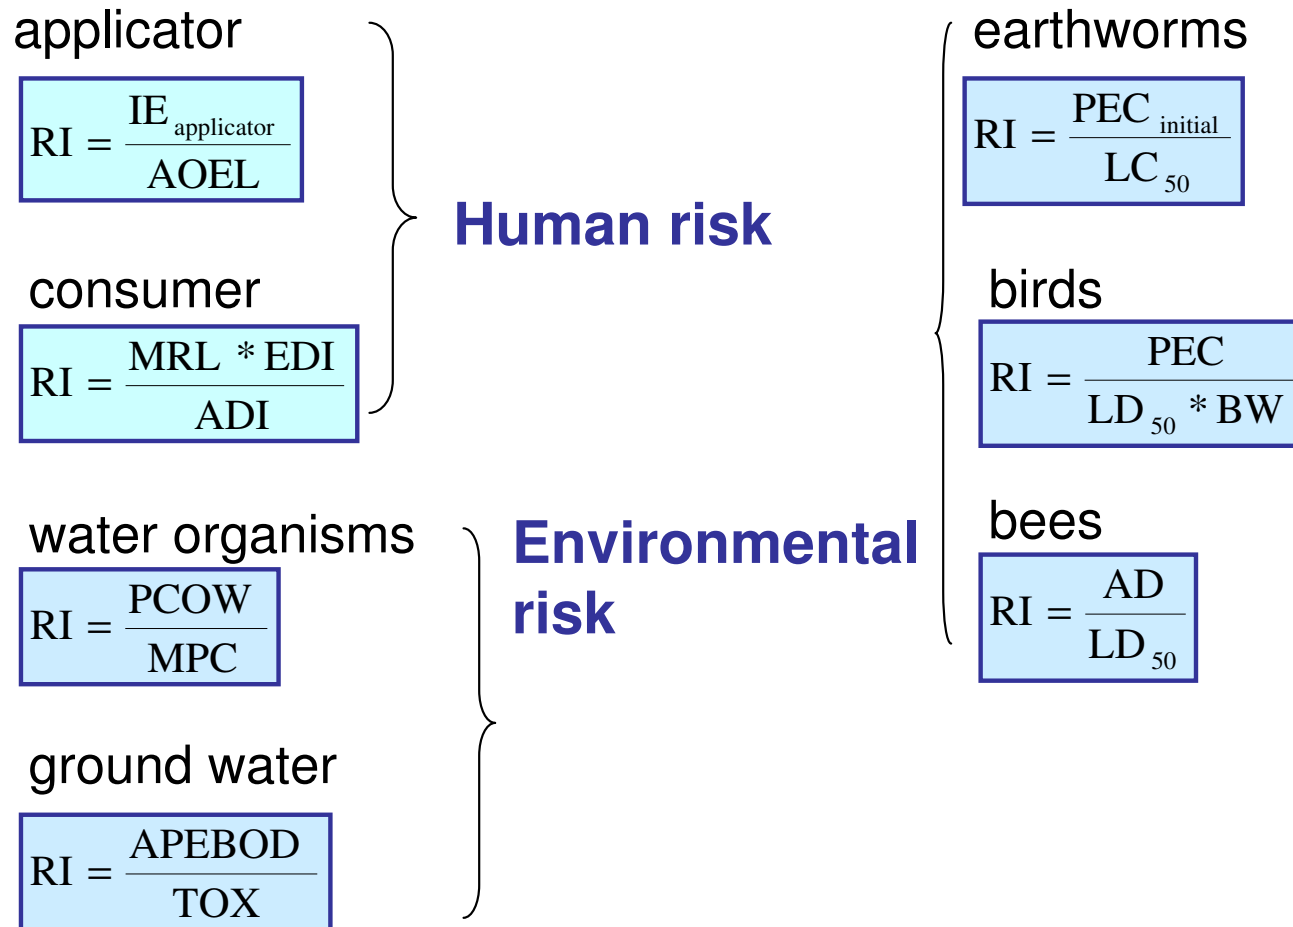 applicator
RI = IE applicator / AOEL
consumer
RI = MRL * EDI / ADI
Human risk
water organisms
RI = PCOW / MPC
ground water
RI = APEBOD / TOX
Environmental
risk
earthworms
RI = PEC initial / LC 50
birds
RI = PEC / LD 50 * BW
bees
RI = AD / LD 50